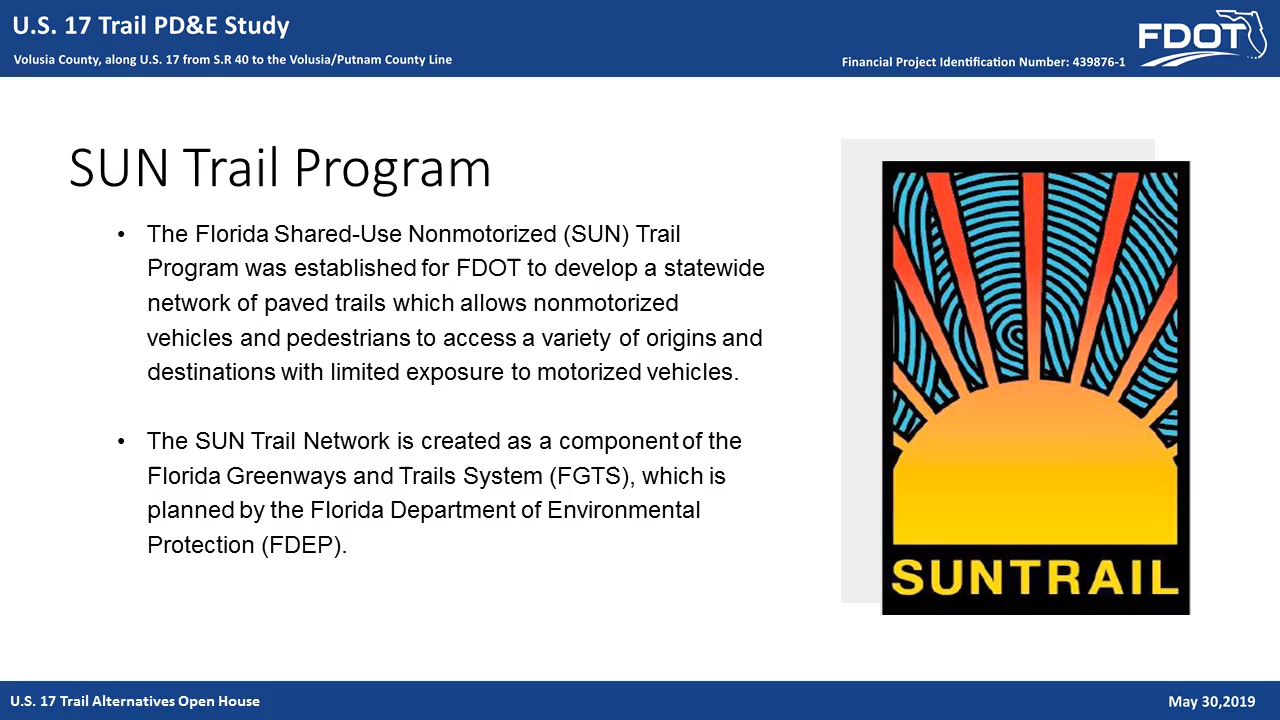 U.S. 17 Trail PD&E Study
Volusia County, along U.S. 17 from S.R 40 to the Volusia/Putnam County Line
Financial Project Identification Number: 439876-1
FDOT
SUN Trail Program
• The Florida Shared-Use Nonmotorized (SUN) Trail
Program was established for FDOT to develop a statewide
network of paved trails which allows nonmotorized
vehicles and pedestrians to access a variety of origins and
destinations with limited exposure to motorized vehicles.
• The SUN Trail Network is created as a component of the
Florida Greenways and Trails System (FGTS), which is
planned by the Florida Department of Environmental
Protection (FDEP).
SUNTRAIL
U.S. 17 Trail Alternatives Open House
May 30,2019